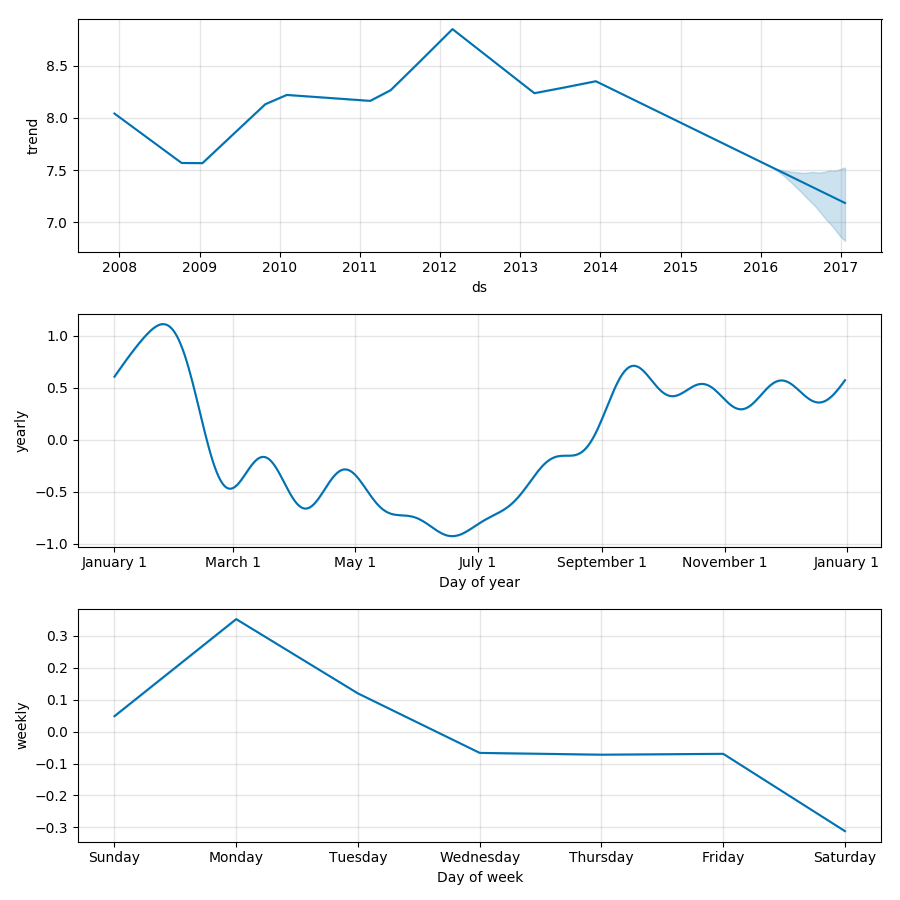 trend
8.5
8.0
7.5
7.0
2008 2009 2010 2011 2012 2013 2014 2015 2016 2017
ds
yearly
1.0
0.5
0.0
−0.5
−1.0
January 1 March 1 May 1 July 1 September 1 November 1 January 1
Day of year
weekly
0.3
0.2
0.1
0.0
−0.1
−0.2
−0.3
Sunday Monday Tuesday Wednesday Thursday Friday Saturday
Day of week